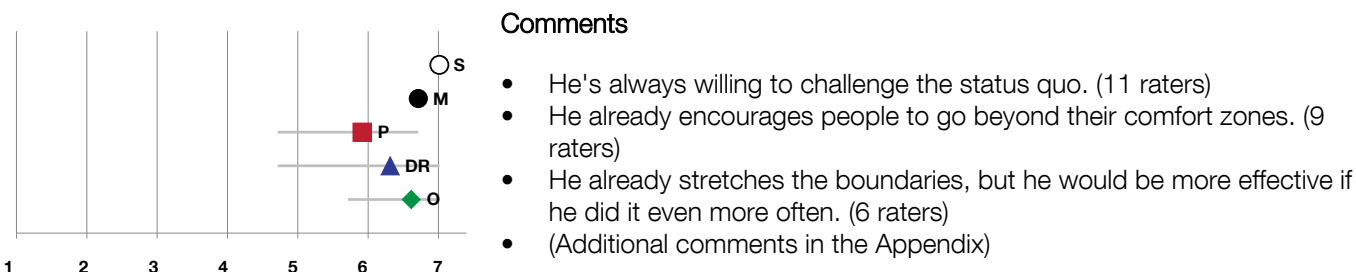 Comments
S
• He's always willing to challenge the status quo. (11 raters)
M
• He already encourages people to go beyond their comfort zones. (9
raters)
P
• He already stretches the boundaries, but he would be more effective if
he did it even more often. (6 raters)
DR
O
• (Additional comments in the Appendix)
1 2 3 4 5 6 7